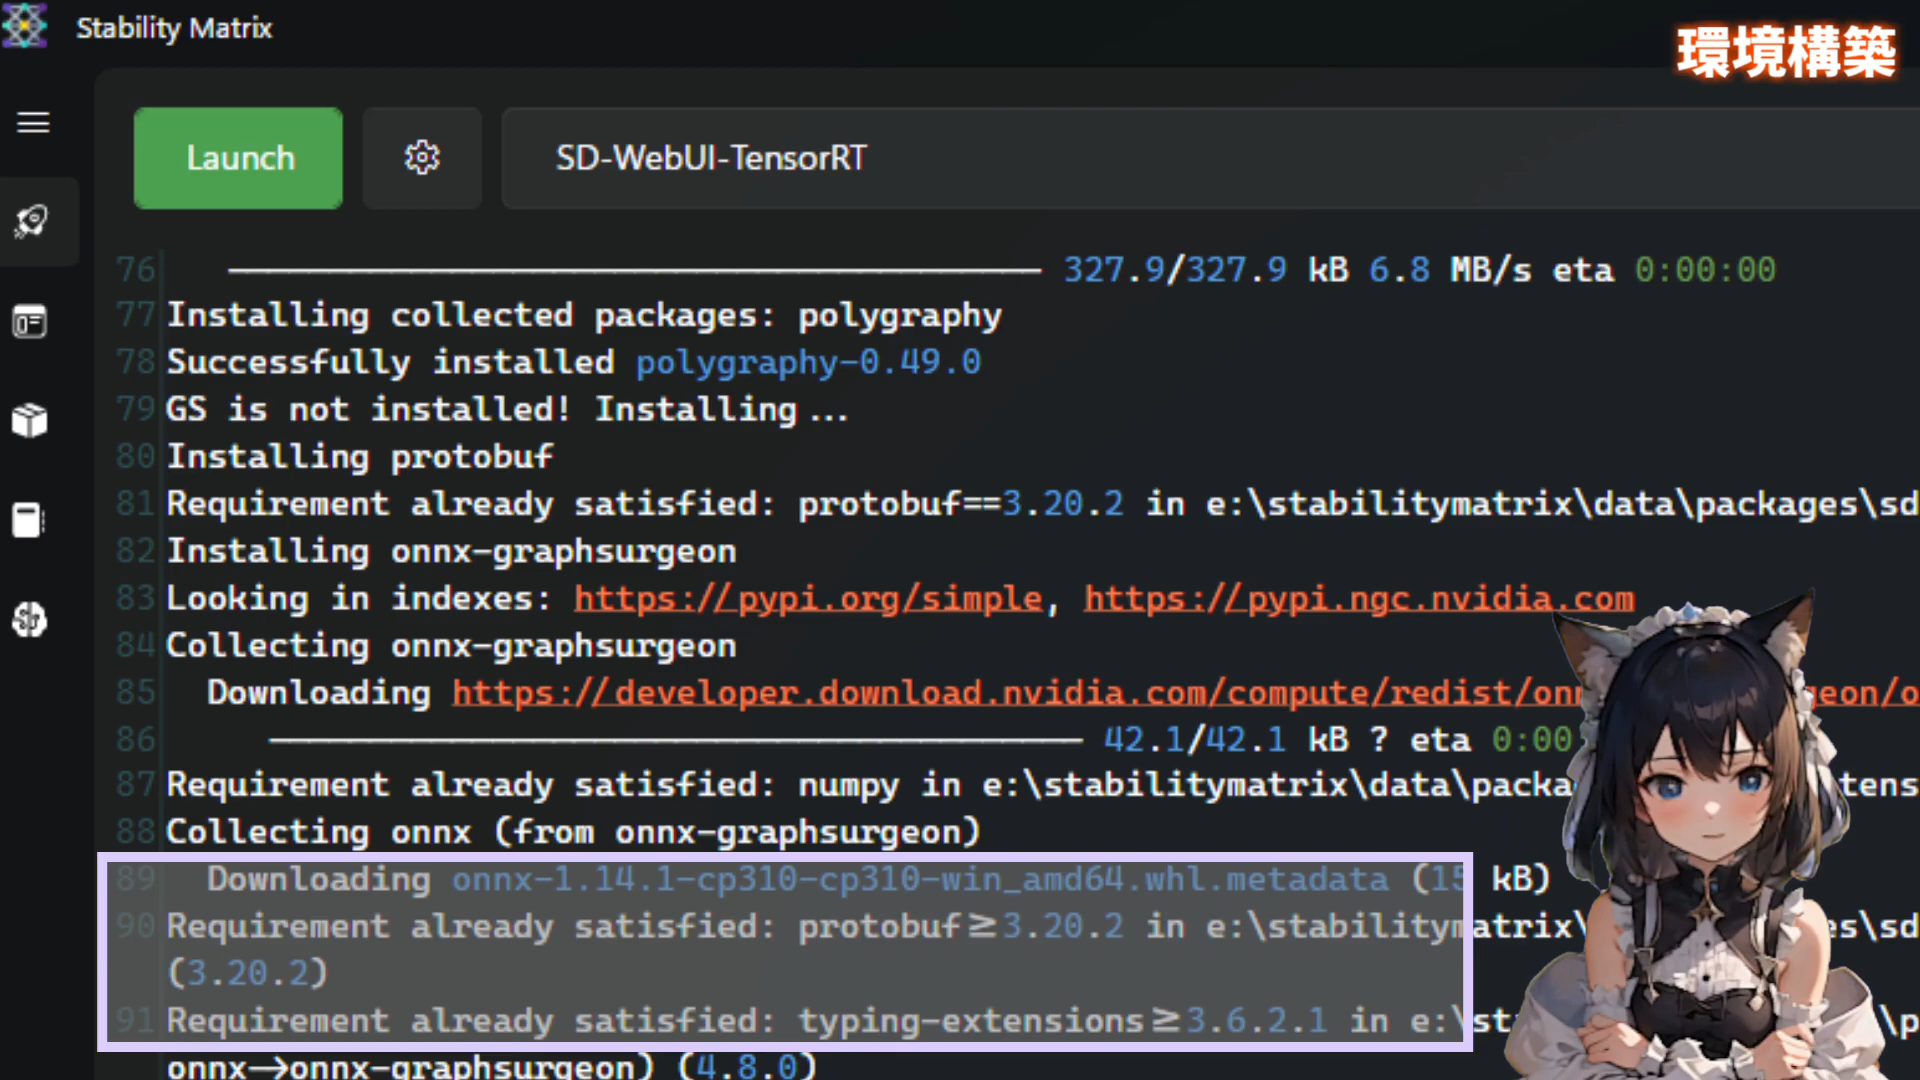 Stability Matrix
環境構築
Launch
SD-WebUI-TensorRT
76 327.9/327.9 kB 6.8 MB/s eta 0:00:00
77 Installing collected packages: polygraphy
78 Successfully installed polygraphy-0.49.0
79 GS is not installed! Installing...
80 Installing protobuf
81 Requirement already satisfied: protobuf==3.20.2 in e:\stabilitymatrix\data\packages\sd
82 Installing onnx-graphsurgeon
83 Looking in indexes: https://pypi.org/simple, https://pypi.ngc.nvidia.com
84 Collecting onnx-graphsurgeon
85 Downloading https://developer.download.nvidia.com/compute/redist/on geon/o
86 42.1/42.1 kB ? eta 0:00
87 Requirement already satisfied: numpy in e:\stabilitymatrix\data\packa tens
88 Collecting onnx (from onnx-graphsurgeon)
89 Downloading onnx-1.14.1-cp310-cp310-win_amd64.whl.metadata (15 kB)
90 Requirement already satisfied: protobuf≥3.20.2 in e:\stabilitymatrix\ es\sd
(3.20.2)
91 Requirement already satisfied: typing-extensions≥3.6.2.1 in e:\st \p
onnx→onnx-graphsurgeon) (4.8.0)